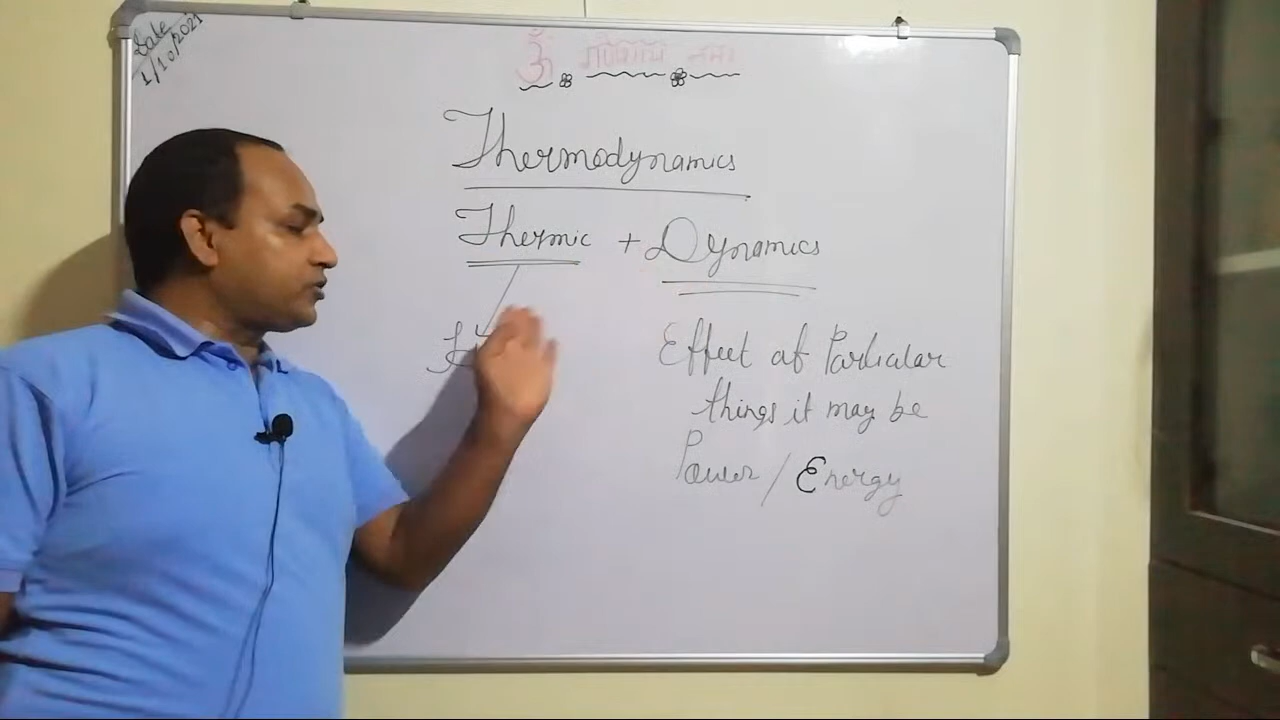 Date
1/10/2021
ॐ
Thermodynamics
Thermic + Dynamics
Effect of Particular
things it may be
Power / Energy